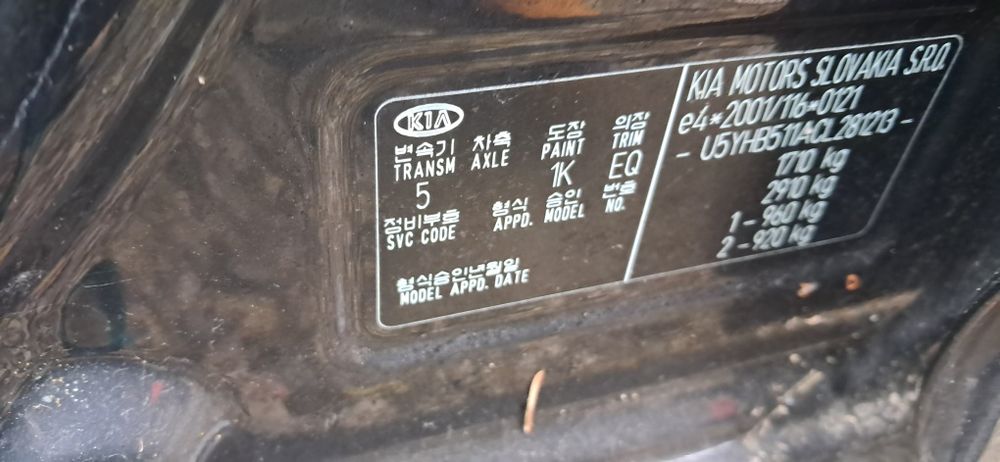 KIA
변속기 차축 도장 의장
TRANSM AXLE PAINT TRIM
5 1K EQ
정비부호 형식 승인 번호
SVC CODE APPD. MODEL NO.
형식승인년월일
MODEL APPD. DATE
KIA MOTORS SLOVAKIA S.R.O.
e4*2001/116*0121
- U5YHB511ACL281213 -
1710 kg
2910 kg
1 - 960 kg
2 - 920 kg